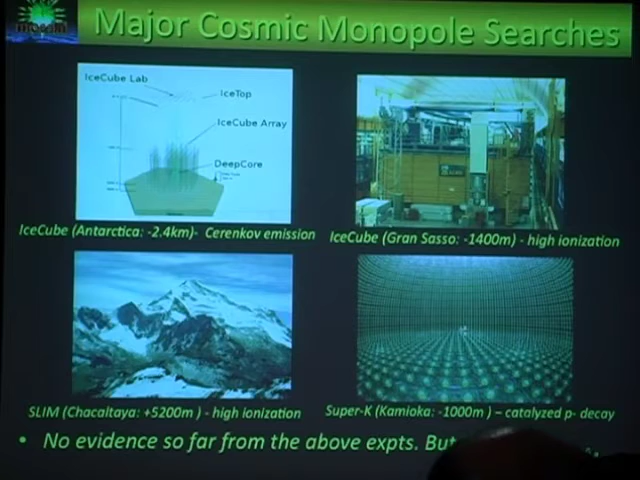 Major Cosmic Monopole Searches
IceCube Lab
IceTop
IceCube Array
DeepCore
IceCube (Antarctica: -2.4km)- Cerenkov emission
IceCube (Gran Sasso: -1400m) - high ionization
SLIM (Chacaltaya: +5200m ) - high ionization
Super-K (Kamioka: -1000m ) – catalyzed p- decay
• No evidence so far from the above expts. But